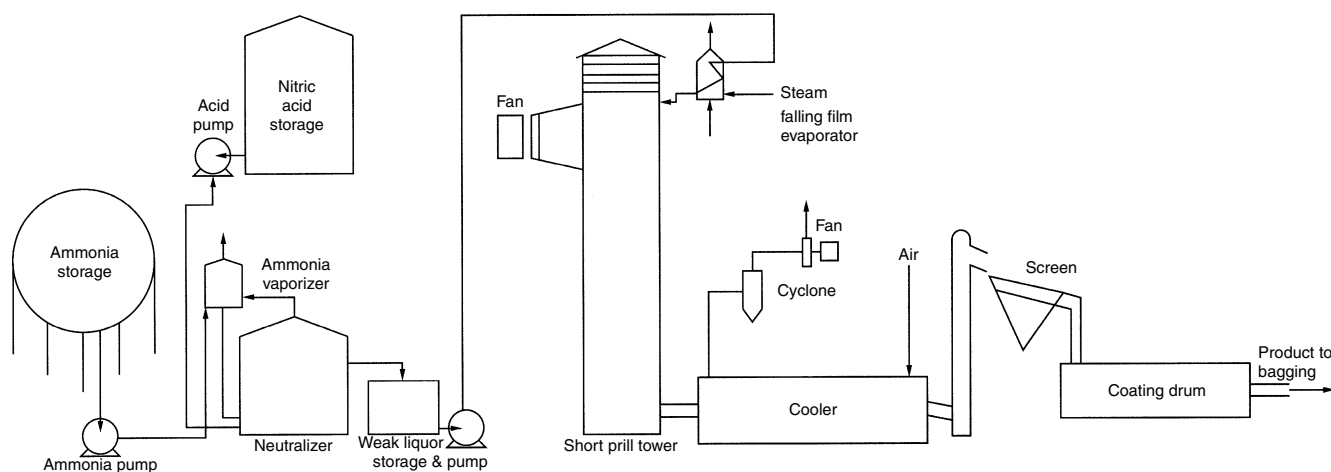 Nitric
acid
storage
Acid
pump
Fan
Steam
falling film
evaporator
Ammonia
storage
Ammonia
vaporizer
Fan
Cyclone
Air
Screen
Product to
bagging
Coating drum
Cooler
Neutralizer
Weak liquor
storage & pump
Short prill tower
Ammonia pump